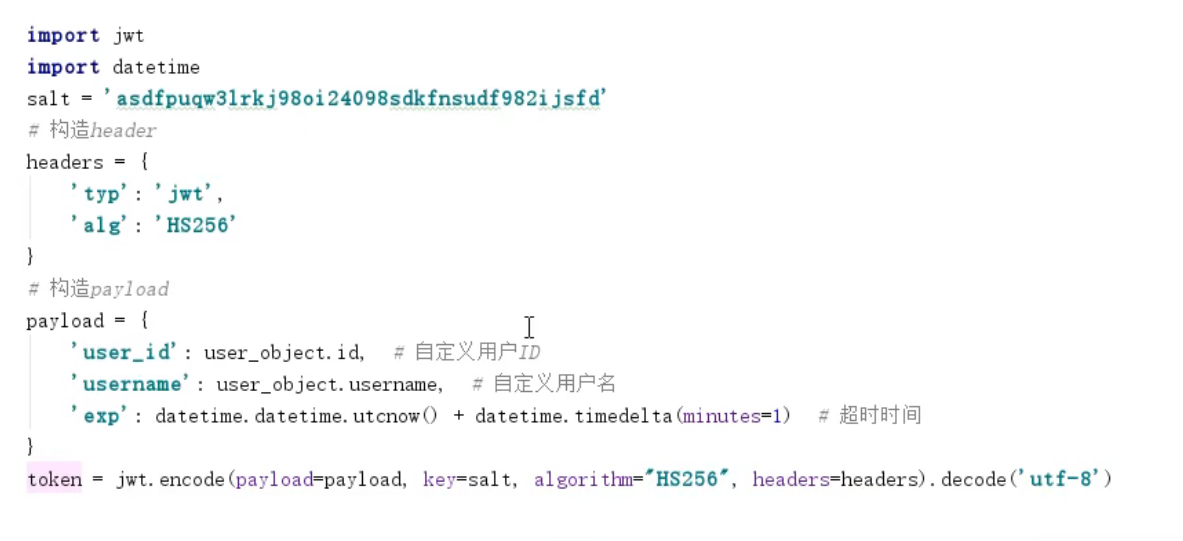 import jwt
import datetime
salt = 'asdfpuqw3lrkj98oi24098sdkfnsudf982ijsfd'
# 构造header
headers = {
    'typ': 'jwt',
    'alg': 'HS256'
}
# 构造payload
payload = {
    'user_id': user_object.id,  # 自定义用户ID
    'username': user_object.username,  # 自定义用户名
    'exp': datetime.datetime.utcnow() + datetime.timedelta(minutes=1)  # 超时时间
}
token = jwt.encode(payload=payload, key=salt, algorithm="HS256", headers=headers).decode('utf-8')